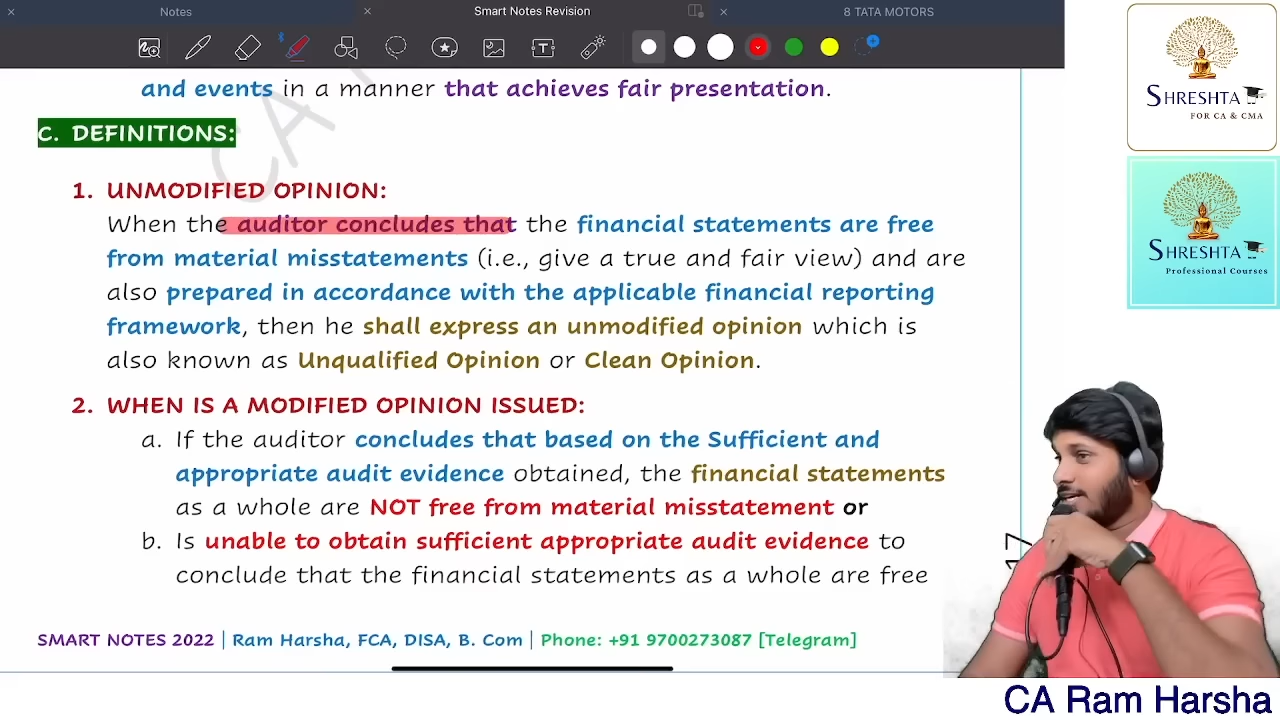 Notes
Smart Notes Revision
8 TATA MOTORS
and events in a manner that achieves fair presentation.
C. DEFINITIONS:
1. UNMODIFIED OPINION:
When the auditor concludes that the financial statements are free
from material misstatements (i.e., give a true and fair view) and are
also prepared in accordance with the applicable financial reporting
framework, then he shall express an unmodified opinion which is
also known as Unqualified Opinion or Clean Opinion.
2. WHEN IS A MODIFIED OPINION ISSUED:
a. If the auditor concludes that based on the Sufficient and
appropriate audit evidence obtained, the financial statements
as a whole are NOT free from material misstatement or
b. Is unable to obtain sufficient appropriate audit evidence to
conclude that the financial statements as a whole are free
SMART NOTES 2022 | Ram Harsha, FCA, DISA, B. Com | Phone: +91 9700273087 [Telegram]
CA
SHRESHTA
FOR CA & CMA
SHRESHTA
Professional Courses
CA Ram Harsha